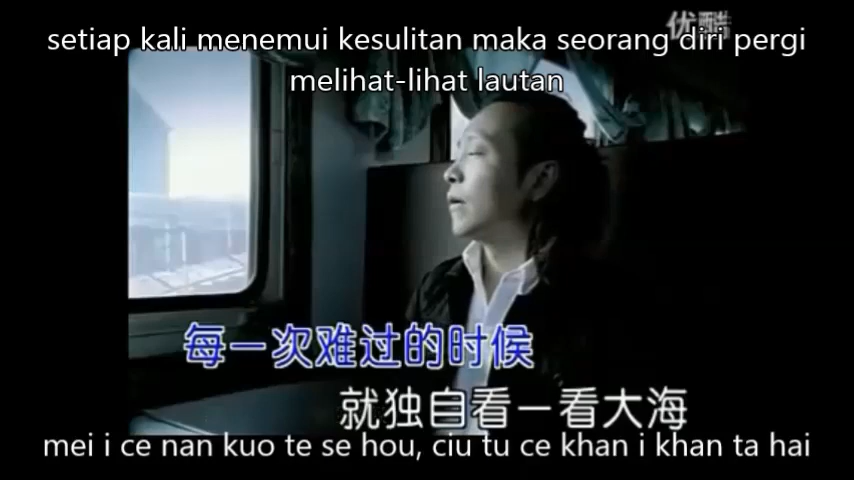 优酷
setiap kali menemui kesulitan maka seorang diri pergi
melihat-lihat lautan
每一次难过的时候
就独自看一看大海
mei i ce nan kuo te se hou, ciu tu ce khan i khan ta hai